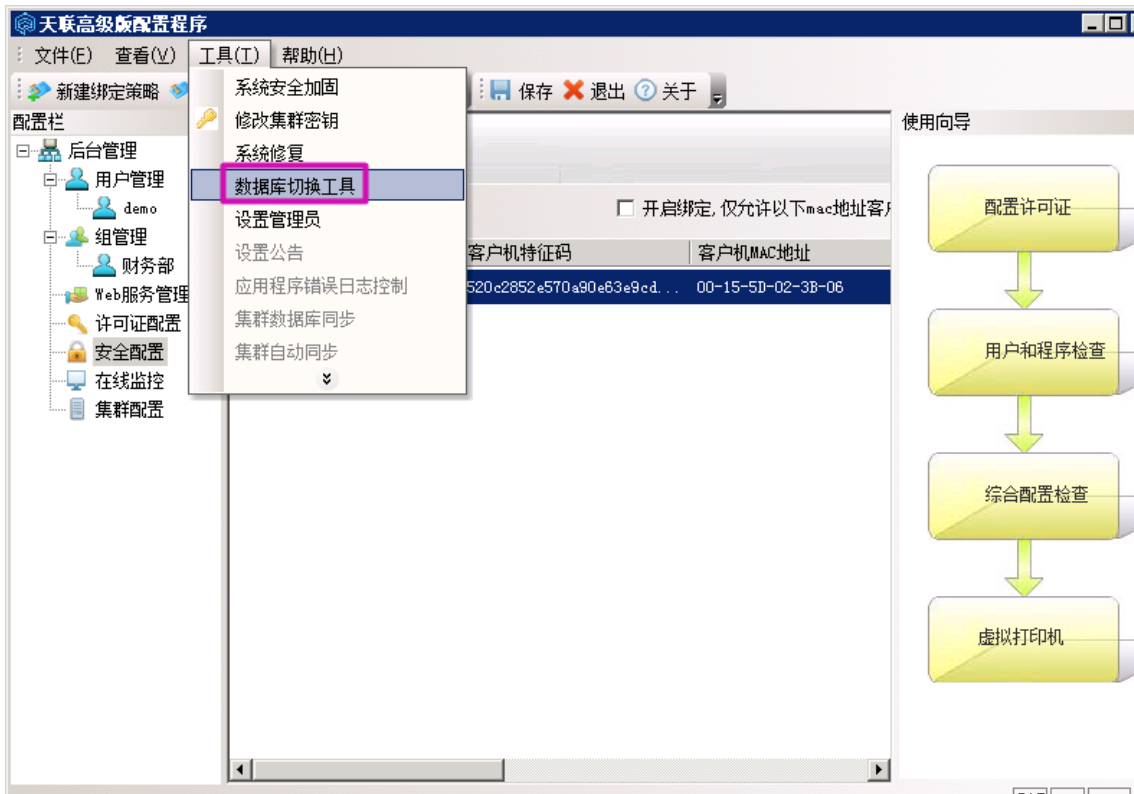 天联高级版配置程序
文件(F) 查看(V) 工具(T) 帮助(H)
新建绑定策略 保存 退出 关于
系统安全加固
修改集群密钥
系统修复
数据库切换工具
设置管理员
设置公告
应用程序错误日志控制
集群数据库同步
集群自动同步
配置栏
后台管理
用户管理
demo
组管理
财务部
Web服务管理
许可证配置
安全配置
在线监控
集群配置
开启绑定,仅允许以下mac地址客
客户机特征码 客户机MAC地址
520c2852e570a90e63e9cd... 00-15-5D-02-3B-06
使用向导
配置许可证
用户和程序检查
综合配置检查
虚拟打印机